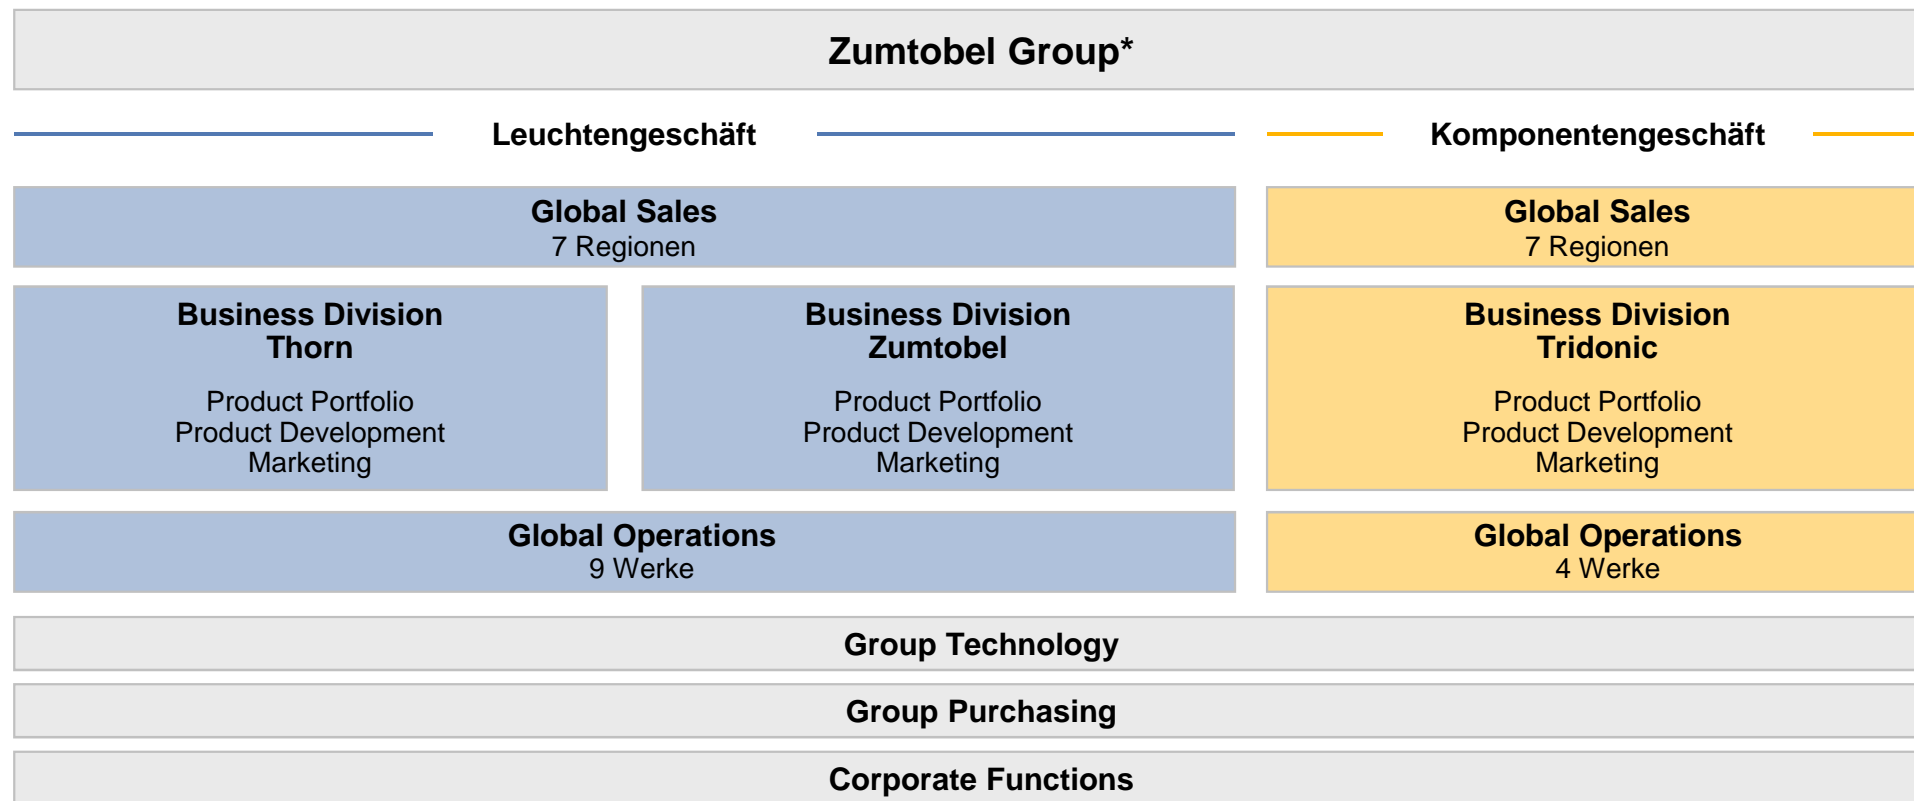 Zumtobel Group*
Leuchtengeschäft
Komponentengeschäft
Global Sales
7 Regionen
Global Sales
7 Regionen
Business Division
Thorn
Product Portfolio
Product Development
Marketing
Business Division
Zumtobel
Product Portfolio
Product Development
Marketing
Business Division
Tridonic
Product Portfolio
Product Development
Marketing
Global Operations
9 Werke
Global Operations
4 Werke
Group Technology
Group Purchasing
Corporate Functions